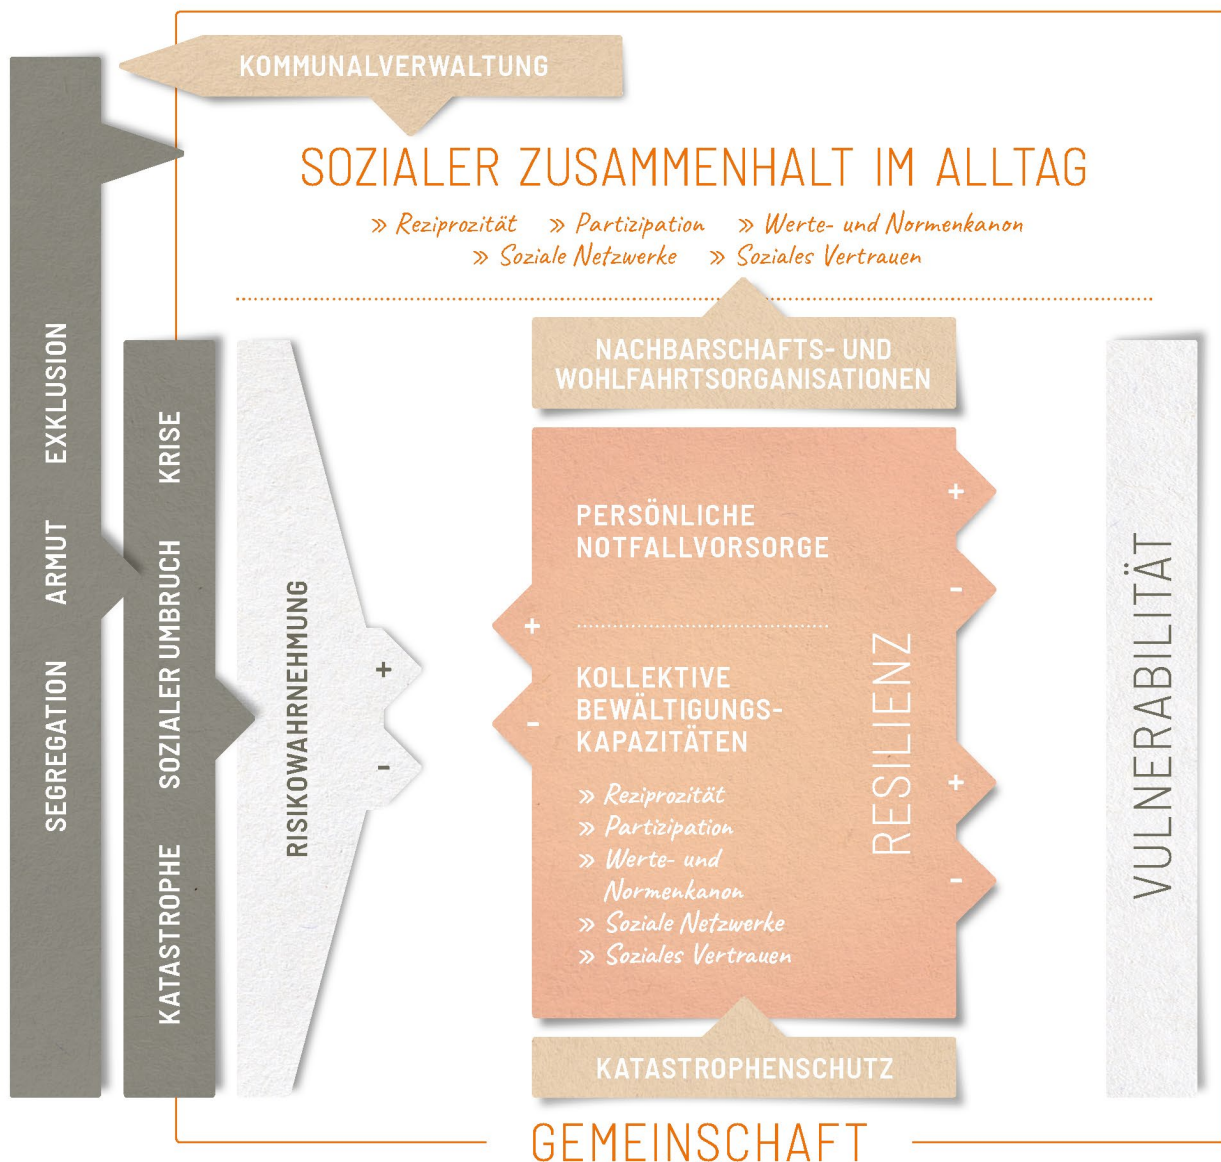 KOMMUNALVERWALTUNG
SOZIALER ZUSAMMENHALT IM ALLTAG
» Reziprozität » Partizipation » Werte- und Normenkanon
» Soziale Netzwerke » Soziales Vertrauen
SEGREGATION ARMUT EXKLUSION
KATASTROPHE SOZIALER UMBRUCH KRISE
RISIKOWAHRNEHMUNG
+
-
NACHBARSCHAFTS- UND
WOHLFAHRTSORGANISATIONEN
PERSÖNLICHE
NOTFALLVORSORGE
+
-
KOLLEKTIVE
BEWÄLTIGUNGS-
KAPAZITÄTEN
» Reziprozität
» Partizipation
» Werte- und
Normenkanon
» Soziale Netzwerke
» Soziales Vertrauen
RESILIENZ
+
-
+
-
VULNERABILITÄT
KATASTROPHENSCHUTZ
GEMEINSCHAFT